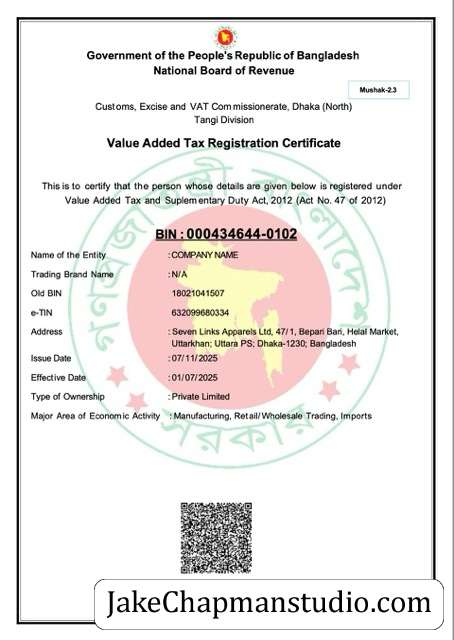 Government of the People's Republic of Bangladesh
National Board of Revenue
Mushak-2.3
Customs, Excise and VAT Commissionerate, Dhaka (North)
Tangi Division
Value Added Tax Registration Certificate
This is to certify that the person whose details are given below is registered under
Value Added Tax and Suplementary Duty Act, 2012 (Act No. 47 of 2012)
BIN : 000434644-0102
Name of the Entity : COMPANY NAME
Trading Brand Name : N/A
Old BIN 18021041507
e-TIN 632099680334
Address : Seven Links Apparels Ltd, 47/1, Bepari Bari, Helal Market,
Uttarkhan; Uttara PS; Dhaka-1230; Bangladesh
Issue Date : 07/11/2025
Effective Date : 01/07/2025
Type of Ownership : Private Limited
Major Area of Economic Activity : Manufacturing, Retail/Wholesale Trading, Imports
গণপ্রজাতন্ত্রী বাংলাদেশ
সরকার
JakeChapmanstudio.com